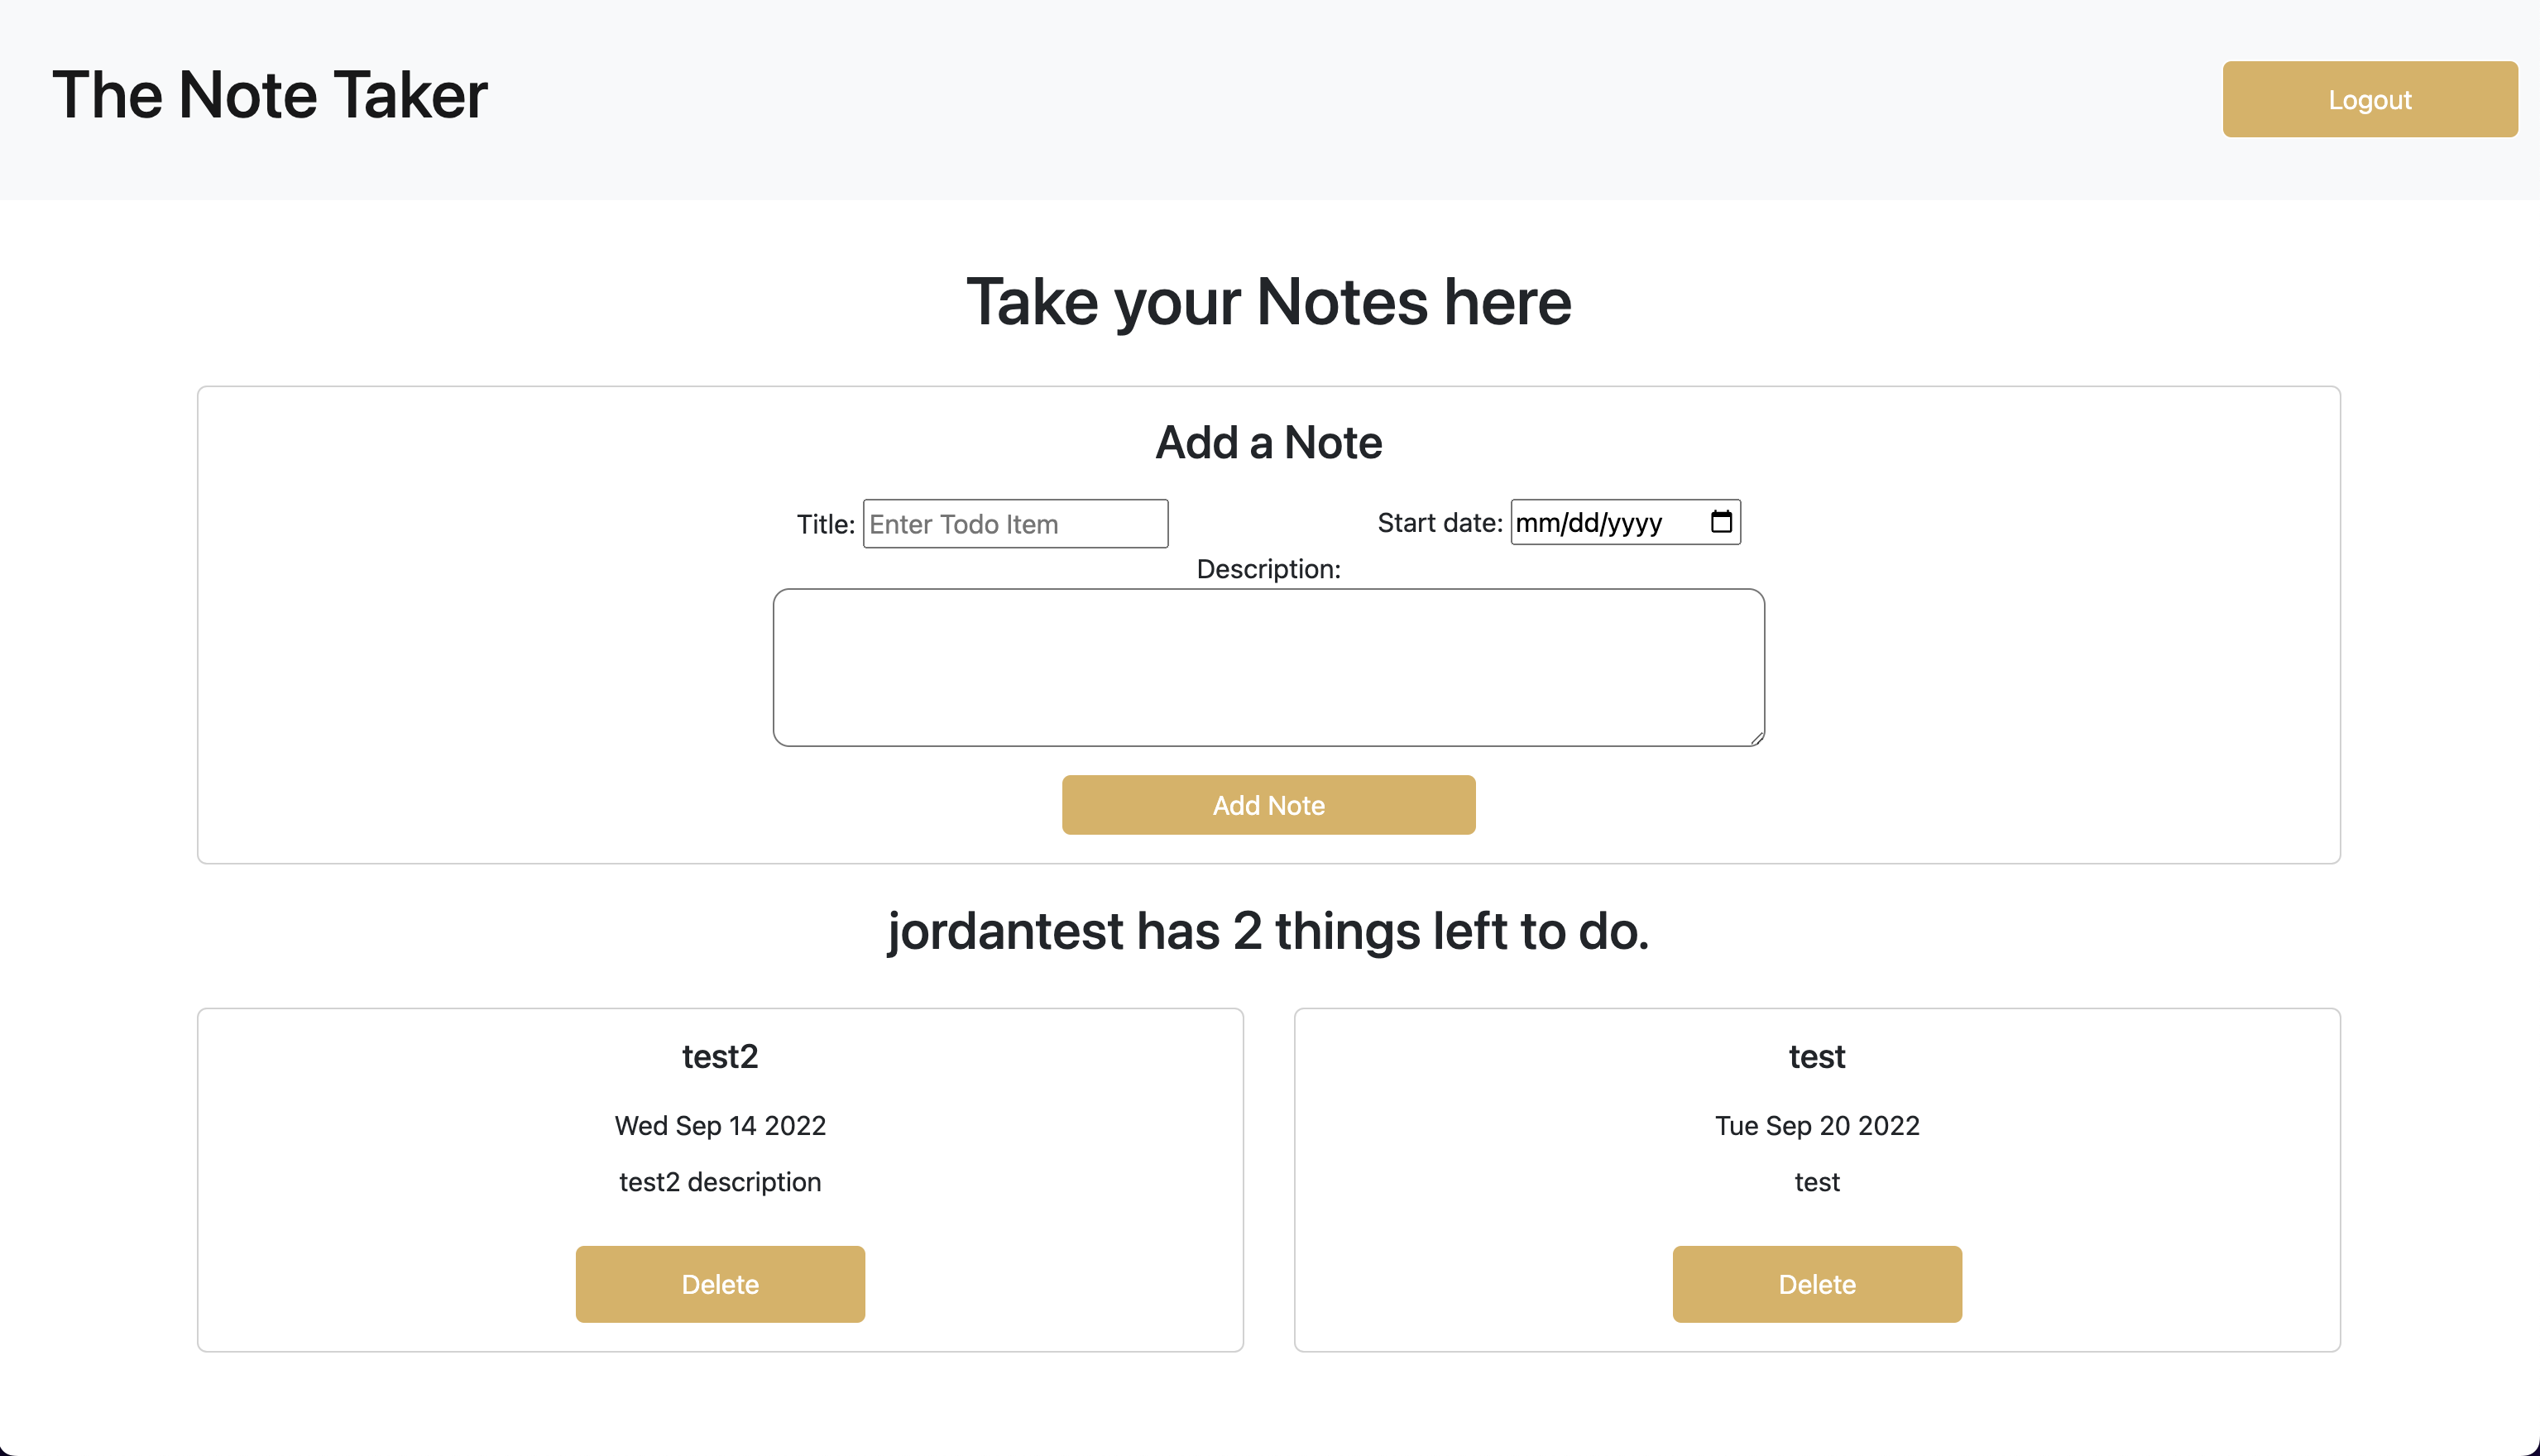 The Note Taker
Logout
Take your Notes here
Add a Note
Title: Enter Todo Item Start date: mm/dd/yyyy
Description:
Add Note
jordantest has 2 things left to do.
test2
Wed Sep 14 2022
test2 description
Delete
test
Tue Sep 20 2022
test
Delete